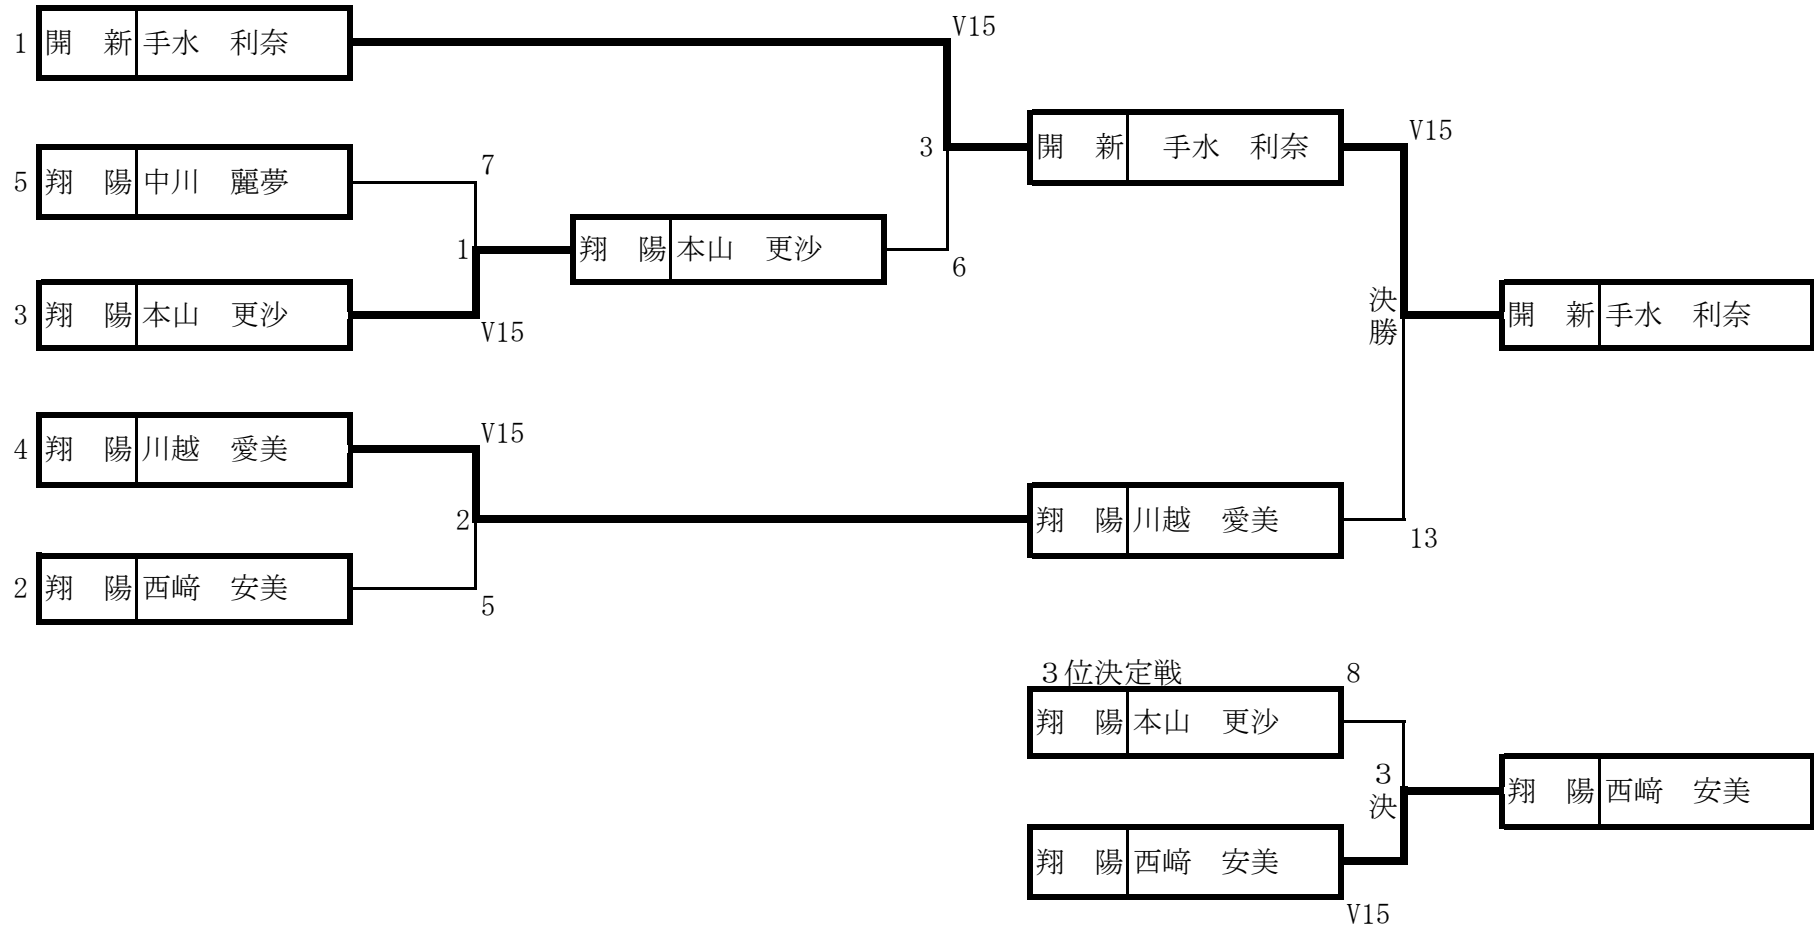 V15
1 開　新 手水　利奈
V15
3
開　新 手水　利奈
7
5 翔　陽 中川　麗夢
1
翔　陽 本山　更沙
6
3 翔　陽 本山　更沙
V15
決勝
開　新 手水　利奈
V15
4 翔　陽 川越　愛美
2
翔　陽 川越　愛美
13
2 翔　陽 西﨑　安美
5
３位決定戦
8
翔　陽 本山　更沙
３決
翔　陽 西﨑　安美
翔　陽 西﨑　安美
V15